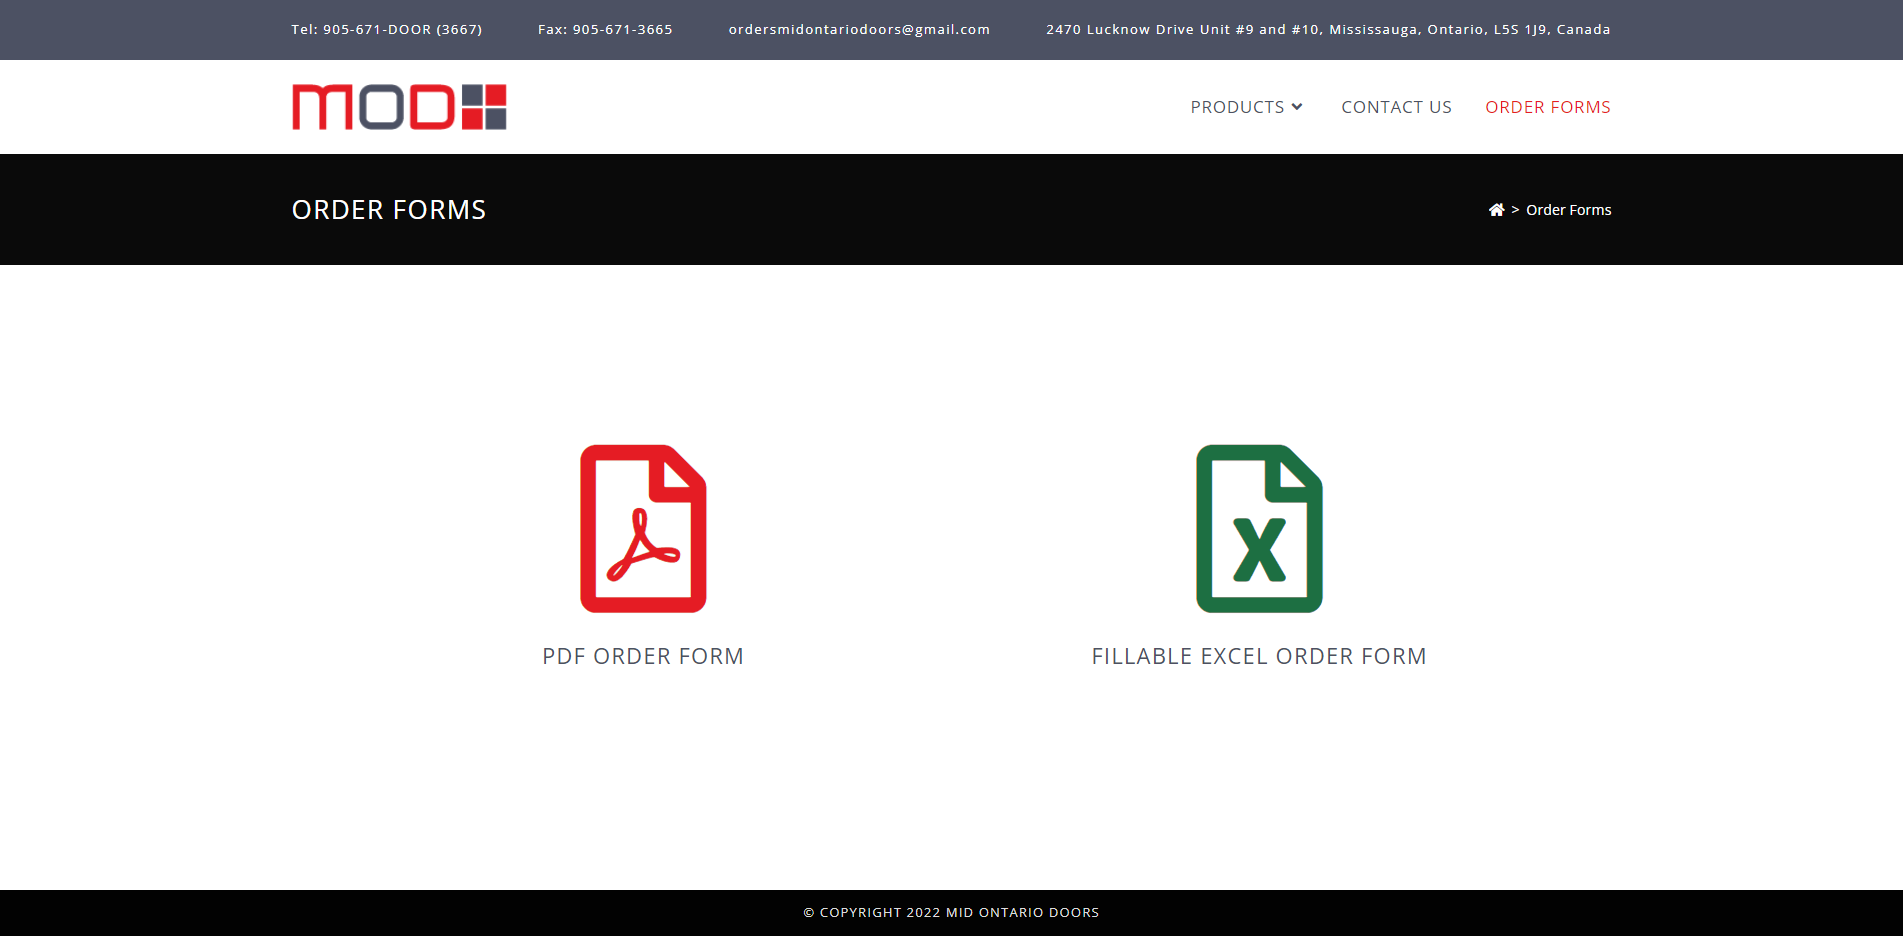 Tel: 905-671-DOOR (3667) Fax: 905-671-3665 ordersmidontariodoors@gmail.com 2470 Lucknow Drive Unit #9 and #10, Mississauga, Ontario, L5S 1J9, Canada
MOD
PRODUCTS CONTACT US ORDER FORMS
ORDER FORMS
> Order Forms
X
PDF ORDER FORM
FILLABLE EXCEL ORDER FORM
© COPYRIGHT 2022 MID ONTARIO DOORS